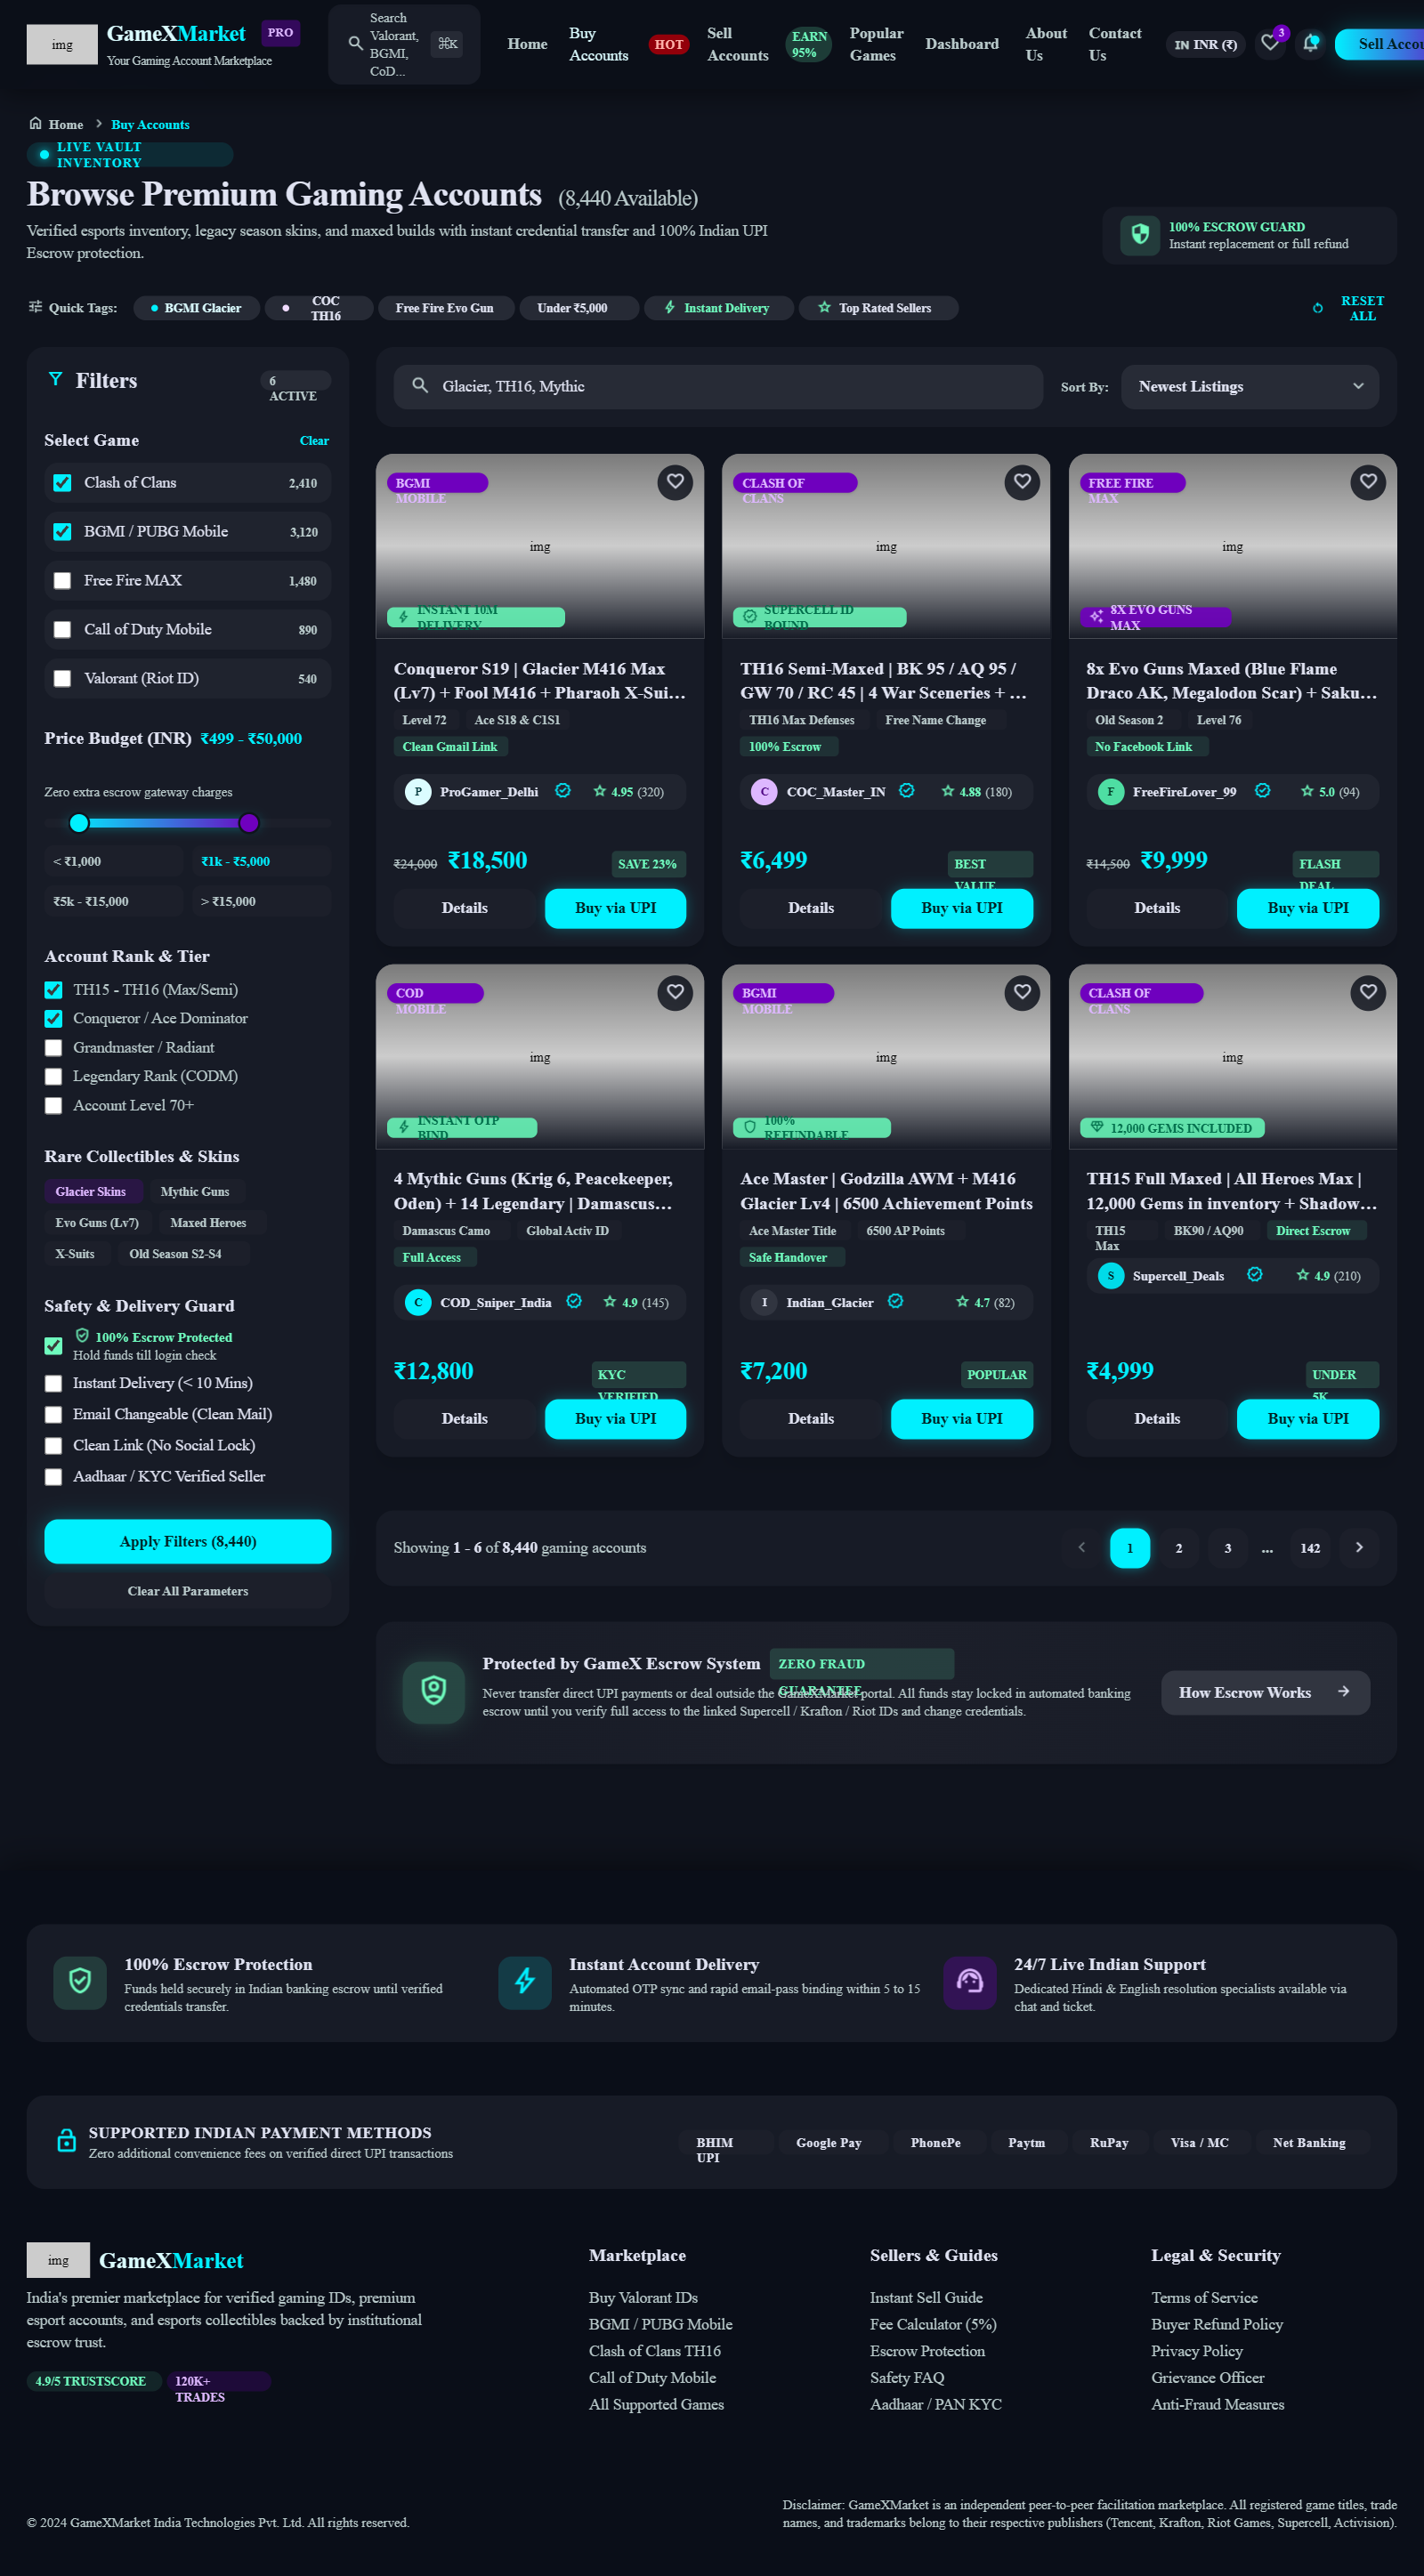 img
GameXMarket PRO
Your Gaming Account Marketplace
Search
Valorant,
BGMI,
CoD...
⌘K
Home
Buy
Accounts
HOT
Sell
Accounts
EARN
95%
Popular
Games
Dashboard
About
Us
Contact
Us
IN INR (₹)
3
Sell Accou
Home > Buy Accounts
LIVE VAULT
INVENTORY
Browse Premium Gaming Accounts (8,440 Available)
Verified esports inventory, legacy season skins, and maxed builds with instant credential transfer and 100% Indian UPI
Escrow protection.
100% ESCROW GUARD
Instant replacement or full refund
Quick Tags:
BGMI Glacier
COC
TH16
Free Fire Evo Gun
Under ₹5,000
Instant Delivery
Top Rated Sellers
RESET
ALL
Filters
6
ACTIVE
Select Game
Clear
Clash of Clans 2,410
BGMI / PUBG Mobile 3,120
Free Fire MAX 1,480
Call of Duty Mobile 890
Valorant (Riot ID) 540
Price Budget (INR) ₹499 - ₹50,000
Zero extra escrow gateway charges
< ₹1,000
₹1k - ₹5,000
₹5k - ₹15,000
> ₹15,000
Account Rank & Tier
TH15 - TH16 (Max/Semi)
Conqueror / Ace Dominator
Grandmaster / Radiant
Legendary Rank (CODM)
Account Level 70+
Rare Collectibles & Skins
Glacier Skins
Mythic Guns
Evo Guns (Lv7)
Maxed Heroes
X-Suits
Old Season S2-S4
Safety & Delivery Guard
100% Escrow Protected
Hold funds till login check
Instant Delivery (< 10 Mins)
Email Changeable (Clean Mail)
Clean Link (No Social Lock)
Aadhaar / KYC Verified Seller
Apply Filters (8,440)
Clear All Parameters
Glacier, TH16, Mythic
Sort By:
Newest Listings
BGMI
MOBILE
img
INSTANT 10M
DELIVERY
Conqueror S19 | Glacier M416 Max
(Lv7) + Fool M416 + Pharaoh X-Sui…
Level 72
Ace S18 & C1S1
Clean Gmail Link
P
ProGamer_Delhi
4.95 (320)
₹24,000 ₹18,500
SAVE 23%
Details
Buy via UPI
CLASH OF
CLANS
img
SUPERCELL ID
BOUND
TH16 Semi-Maxed | BK 95 / AQ 95 /
GW 70 / RC 45 | 4 War Sceneries + …
TH16 Max Defenses
Free Name Change
100% Escrow
C
COC_Master_IN
4.88 (180)
₹6,499
BEST
VALUE
Details
Buy via UPI
FREE FIRE
MAX
img
8X EVO GUNS
MAX
8x Evo Guns Maxed (Blue Flame
Draco AK, Megalodon Scar) + Saku…
Old Season 2
Level 76
No Facebook Link
F
FreeFireLover_99
5.0 (94)
₹14,500 ₹9,999
FLASH
DEAL
Details
Buy via UPI
COD
MOBILE
img
INSTANT OTP
BIND
4 Mythic Guns (Krig 6, Peacekeeper,
Oden) + 14 Legendary | Damascus…
Damascus Camo
Global Activ ID
Full Access
C
COD_Sniper_India
4.9 (145)
₹12,800
KYC
VERIFIED
Details
Buy via UPI
BGMI
MOBILE
img
100%
REFUNDABLE
Ace Master | Godzilla AWM + M416
Glacier Lv4 | 6500 Achievement Points
Ace Master Title
6500 AP Points
Safe Handover
I
Indian_Glacier
4.7 (82)
₹7,200
POPULAR
Details
Buy via UPI
CLASH OF
CLANS
img
12,000 GEMS INCLUDED
TH15 Full Maxed | All Heroes Max |
12,000 Gems in inventory + Shadow…
TH15
Max
BK90 / AQ90
Direct Escrow
S
Supercell_Deals
4.9 (210)
₹4,999
UNDER
5K
Details
Buy via UPI
Showing 1 - 6 of 8,440 gaming accounts
1
2
3
...
142
Protected by GameX Escrow System
ZERO FRAUD
GUARANTEE
Never transfer direct UPI payments or deal outside the GameXMarket portal. All funds stay locked in automated banking
escrow until you verify full access to the linked Supercell / Krafton / Riot IDs and change credentials.
How Escrow Works
100% Escrow Protection
Funds held securely in Indian banking escrow until verified
credentials transfer.
Instant Account Delivery
Automated OTP sync and rapid email-pass binding within 5 to 15
minutes.
24/7 Live Indian Support
Dedicated Hindi & English resolution specialists available via
chat and ticket.
SUPPORTED INDIAN PAYMENT METHODS
Zero additional convenience fees on verified direct UPI transactions
BHIM
UPI
Google Pay
PhonePe
Paytm
RuPay
Visa / MC
Net Banking
img
GameXMarket
India's premier marketplace for verified gaming IDs, premium
esport accounts, and esports collectibles backed by institutional
escrow trust.
4.9/5 TRUSTSCORE
120K+
TRADES
Marketplace
Buy Valorant IDs
BGMI / PUBG Mobile
Clash of Clans TH16
Call of Duty Mobile
All Supported Games
Sellers & Guides
Instant Sell Guide
Fee Calculator (5%)
Escrow Protection
Safety FAQ
Aadhaar / PAN KYC
Legal & Security
Terms of Service
Buyer Refund Policy
Privacy Policy
Grievance Officer
Anti-Fraud Measures
© 2024 GameXMarket India Technologies Pvt. Ltd. All rights reserved.
Disclaimer: GameXMarket is an independent peer-to-peer facilitation marketplace. All registered game titles, trade
names, and trademarks belong to their respective publishers (Tencent, Krafton, Riot Games, Supercell, Activision).